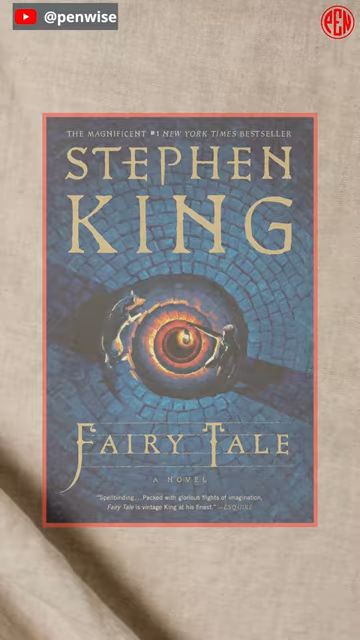 @penwise
PEN
THE MAGNIFICENT #1 NEW YORK TIMES BESTSELLER
STEPHEN
KING
FAIRY TALE
A NOVEL
"Spellbinding... Packed with glorious flights of imagination,
Fairy Tale is vintage King at his finest." —ESQUIRE